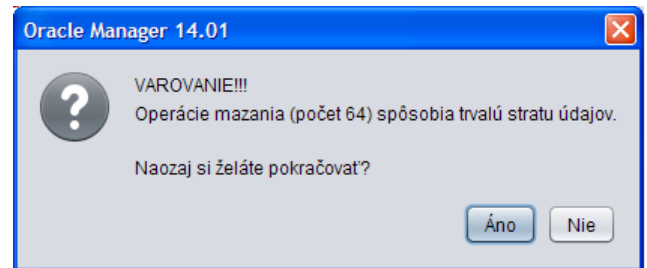 Oracle Manager 14.01
VAROVANIE!!!
Operácie mazania (počet 64) spôsobia trvalú stratu údajov.
Naozaj si želáte pokračovať?
Áno
Nie